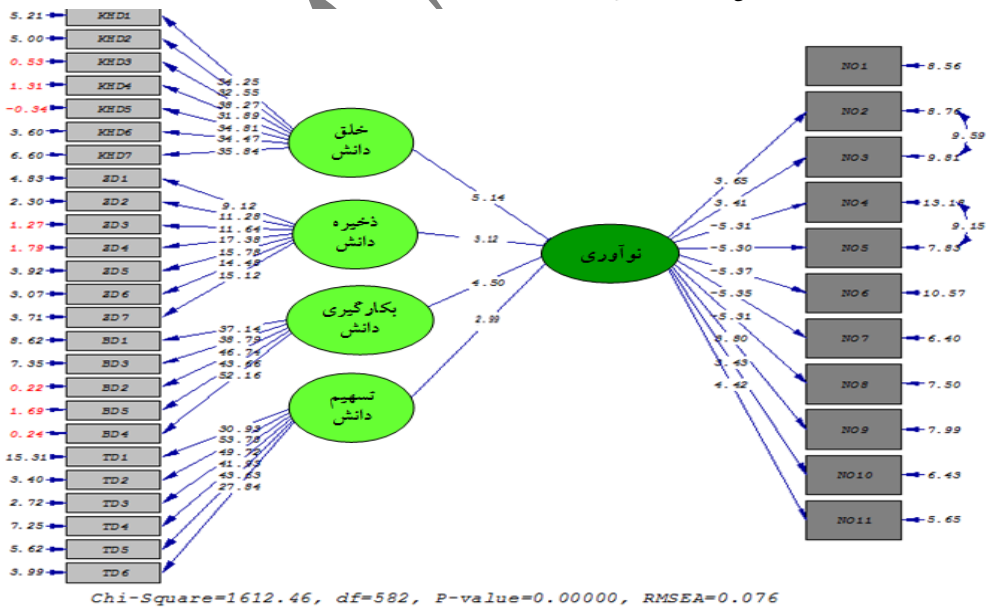 5.21 KHD1
5.00 KHD2
0.53 KHD3
1.31 KHD4
-0.34 KHD5
3.60 KHD6
6.60 KHD7
4.83 ZD1
2.30 ZD2
1.27 ZD3
1.79 ZD4
3.92 ZD5
3.07 ZD6
3.71 ZD7
8.62 BD1
7.35 BD3
0.22 BD2
1.69 BD5
0.24 BD4
15.31 TD1
3.40 TD2
2.72 TD3
7.25 TD4
5.62 TD5
3.99 TD6
34.25
32.55
38.27
31.89
34.81
34.47
35.84
9.12
11.28
11.64
17.38
15.78
14.48
15.12
37.14
38.79
46.74
43.66
52.16
30.93
53.78
49.72
41.93
43.63
27.84
خلق
دانش
ذخیره
دانش
بکارگیری
دانش
تسهیم
دانش
5.14
3.12
4.50
2.99
نوآوری
3.65
3.41
-5.31
-5.30
-5.37
-5.35
-5.31
3.43
4.42
NO1 8.56
NO2 8.76
NO3 9.81
NO4 13.18
NO5 7.83
NO6 10.57
NO7 6.40
NO8 7.50
NO9 7.99
NO10 6.43
NO11 5.65
9.59
9.15
Chi-Square=1612.46, df=582, P-value=0.00000, RMSEA=0.076